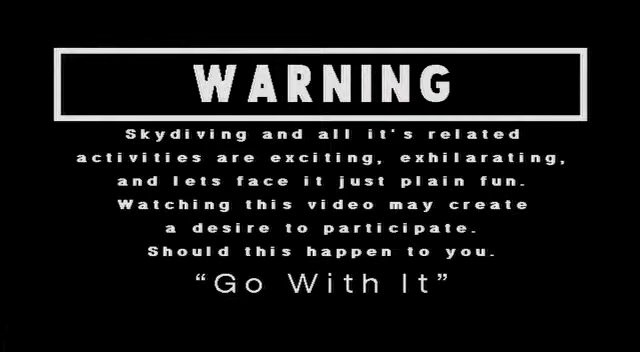 WARNING
Skydiving and all it's related
activities are exciting, exhilarating,
and lets face it just plain fun.
Watching this video may create
a desire to participate.
Should this happen to you.
“Go With It”